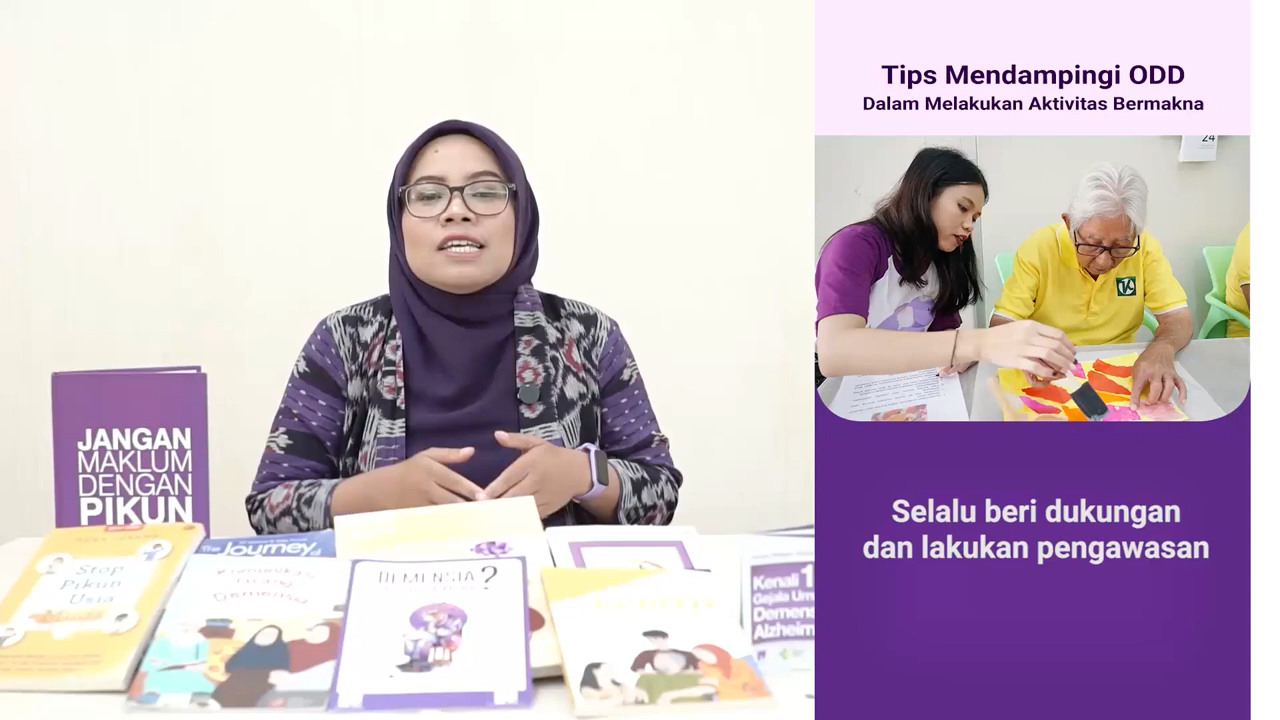 Tips Mendampingi ODD
Dalam Melakukan Aktivitas Bermakna
24
Selalu beri dukungan
dan lakukan pengawasan
JANGAN
MAKLUM
DENGAN
PIKUN
Stop
Pikun
Usia
The Journey
DEMENSIA?
Kenali 1
Gejala Um
Demens
Alzheim